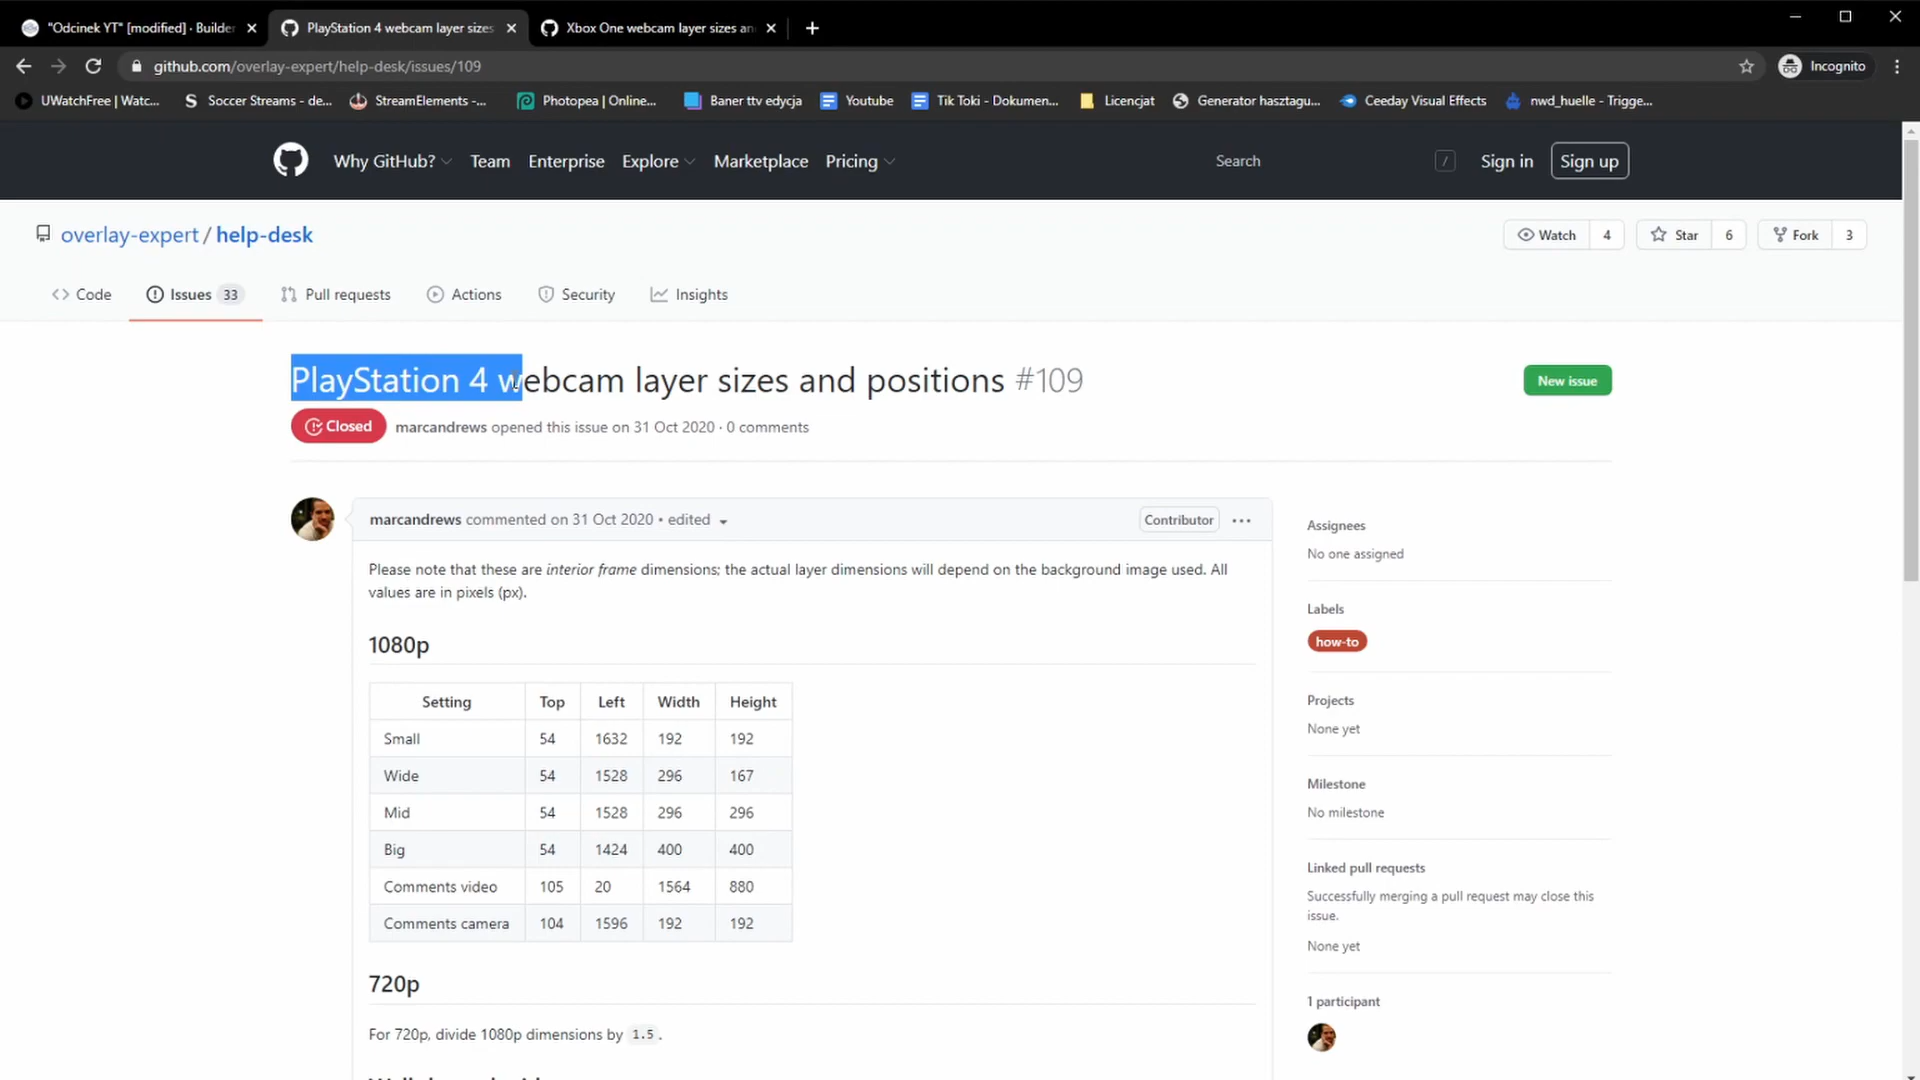 "Odcinek YT" [modified] · Builder
PlayStation 4 webcam layer sizes
Xbox One webcam layer sizes an
github.com/overlay-expert/help-desk/issues/109
Incognito
UWatchFree | Watc...
Soccer Streams - de...
StreamElements -...
Photopea | Online...
Baner ttv edycja
Youtube
Tik Toki - Dokumen...
Licencjat
Generator hasztagu...
Ceeday Visual Effects
nwd_huelle - Trigge...
Why GitHub?
Team
Enterprise
Explore
Marketplace
Pricing
Search
/
Sign in
Sign up
overlay-expert / help-desk
Watch 4
Star 6
Fork 3
Code
Issues 33
Pull requests
Actions
Security
Insights
PlayStation 4 webcam layer sizes and positions #109
New issue
Closed
marcandrews opened this issue on 31 Oct 2020 · 0 comments
marcandrews commented on 31 Oct 2020 • edited
Contributor
Please note that these are interior frame dimensions; the actual layer dimensions will depend on the background image used. All
values are in pixels (px).
1080p
Setting Top Left Width Height
Small 54 1632 192 192
Wide 54 1528 296 167
Mid 54 1528 296 296
Big 54 1424 400 400
Comments video 105 20 1564 880
Comments camera 104 1596 192 192
720p
For 720p, divide 1080p dimensions by 1.5 .
Assignees
No one assigned
Labels
how-to
Projects
None yet
Milestone
No milestone
Linked pull requests
Successfully merging a pull request may close this
issue.
None yet
1 participant